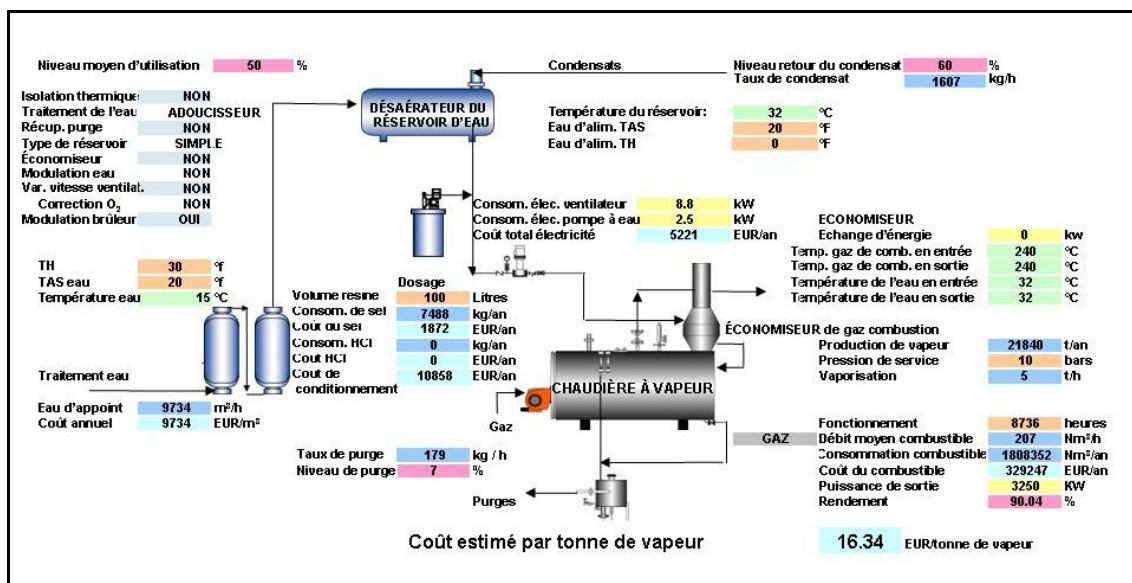 Niveau moyen d'utilisation 50 %
Condensats
Niveau retour du condensat 60 %
Taux de condensat 1607 kg/h
Isolation thermique NON
Traitement de l'eau ADOUCISSEUR
Récup. purge NON
Type de réservoir SIMPLE
Économiseur NON
Modulation eau NON
Var. vitesse ventilat. NON
Correction O2 NON
Modulation brûleur OUI
DÉSAÉRATEUR DU
RÉSERVOIR D'EAU
Température du réservoir: 32 °C
Eau d'alim. TAS 20 °F
Eau d'alim. TH 0 °F
Consom. élec. ventilateur 8.8 kW
Consom. élec. pompe à eau 2.5 kW
Coût total électricité 5221 EUR/an
ECONOMISEUR
Echange d'énergie 0 kw
Temp. gaz de comb. en entrée 240 °C
Temp. gaz de comb. en sortie 240 °C
Température de l'eau en entrée 32 °C
Température de l'eau en sortie 32 °C
TH 30 °f
TAS eau 20 °f
Température eau 15 °C
Dosage
Volume resine 100 Litres
Consom. de sel 7488 kg/an
Coût du sel 1872 EUR/an
Consom. HCl 0 kg/an
Cout HCl 0 EUR/an
Cout de
conditionnement 10858 EUR/an
ÉCONOMISEUR de gaz combustion
Production de vapeur 21840 t/an
Pression de service 10 bars
Vaporisation 5 t/h
CHAUDIÈRE À VAPEUR
Traitement eau
Eau d'appoint 9734 m³/h
Coût annuel 9734 EUR/m³
Gaz
GAZ
Fonctionnement 8736 heures
Débit moyen combustible 207 Nm³/h
Consommation combustible 1808352 Nm³/an
Coût du combustible 329247 EUR/an
Puissance de sortie 3250 KW
Rendement 90.04 %
Taux de purge 179 kg / h
Niveau de purge 7 %
Purges
Coût estimé par tonne de vapeur 16.34 EUR/tonne de vapeur